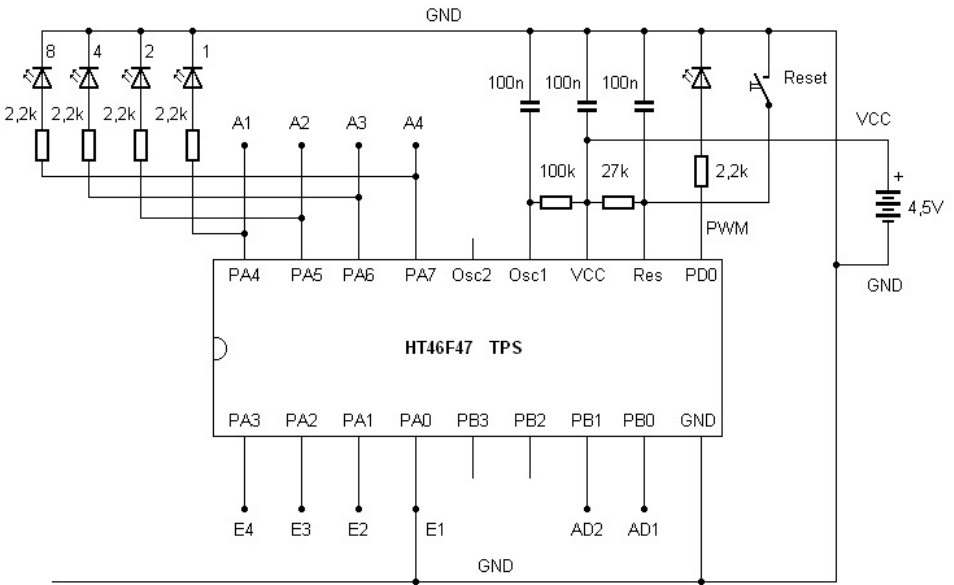 GND
8 4 2 1
100n 100n 100n
Reset
2,2k 2,2k 2,2k 2,2k
A1 A2 A3 A4
VCC
100k 27k 2,2k
+
4,5V
PWM
PA4 PA5 PA6 PA7 Osc2 Osc1 VCC Res PD0
GND
HT46F47 TPS
PA3 PA2 PA1 PA0 PB3 PB2 PB1 PB0 GND
E4 E3 E2 E1 AD2 AD1
GND